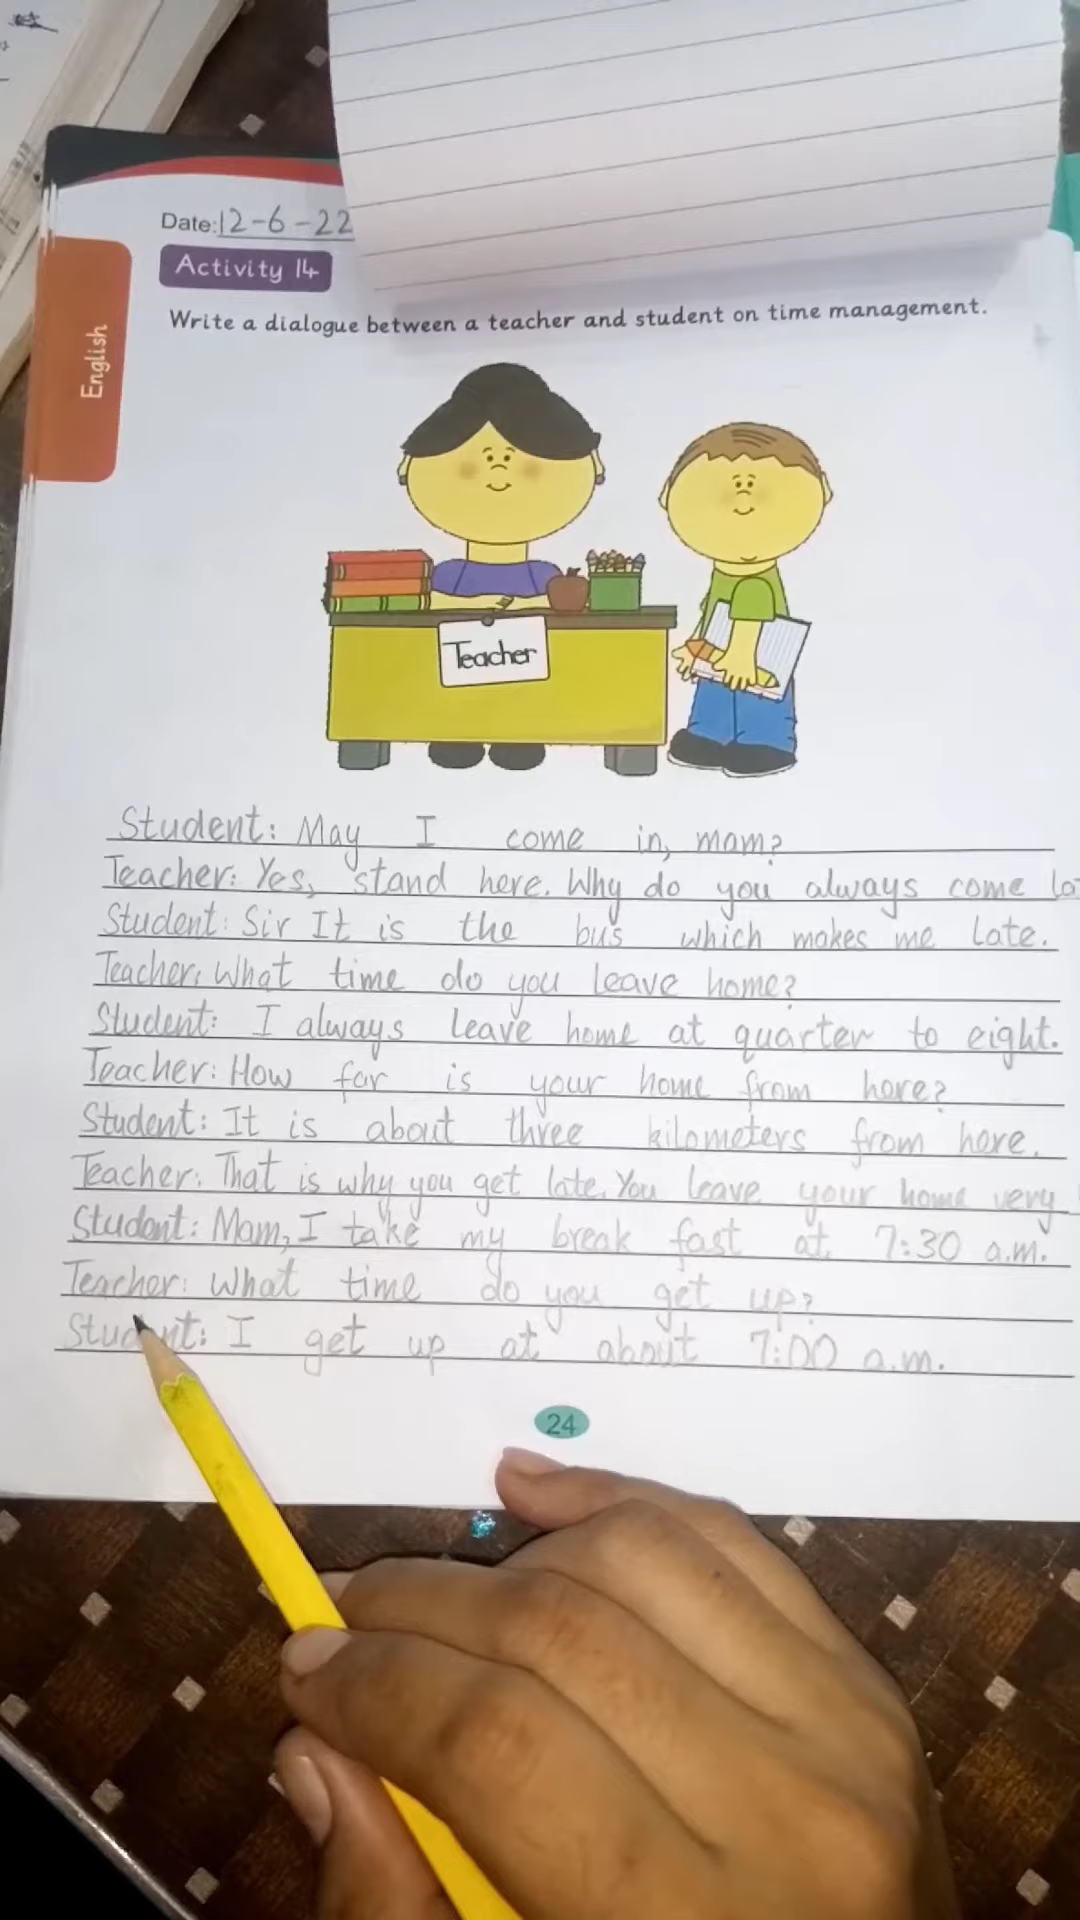 Date: 12-6-22
Activity 14
English
Write a dialogue between a teacher and student on time management.
Teacher
Student: May I come in, mam?
Teacher: Yes, stand here. Why do you always come
Student: Sir It is the bus which makes me late.
Teacher: What time do you leave home?
Student: I always leave home at quarter to eight.
Teacher: How far is your home from here?
Student: It is about three kilometers from here.
Teacher: That is why you get late. You leave your home very
Student: Mam, I take my break fast at 7:30 a.m.
Teacher: What time do you get up?
Student: I get up at about 7:00 a.m.
24